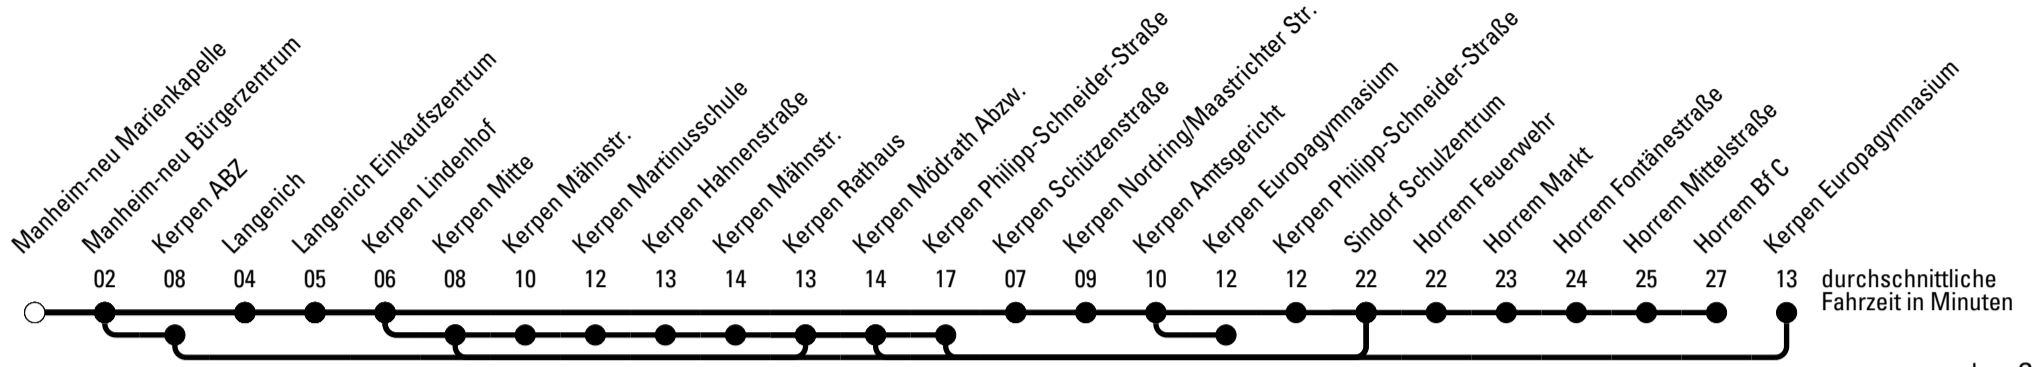 Manheim-neu Marienkapelle
Manheim-neu Bürgerzentrum
Kerpen ABZ
Langenich
Langenich Einkaufszentrum
Kerpen Lindenhof
Kerpen Mitte
Kerpen Mähnstr.
Kerpen Martinusschule
Kerpen Hahnenstraße
Kerpen Mähnstr.
Kerpen Rathaus
Kerpen Mödrath Abzw.
Kerpen Philipp-Schneider-Straße
Kerpen Schützenstraße
Kerpen Nordring/Maastrichter Str.
Kerpen Amtsgericht
Kerpen Europagymnasium
Kerpen Philipp-Schneider-Straße
Sindorf Schulzentrum
Horrem Feuerwehr
Horrem Markt
Horrem Fontänestraße
Horrem Mittelstraße
Horrem Bf C
Kerpen Europagymnasium
02 08 04 05 06 08 10 12 13 14 13 14 17 07 09 10 12 12 22 22 23 24 25 27 13 durchschnittliche
Fahrzeit in Minuten